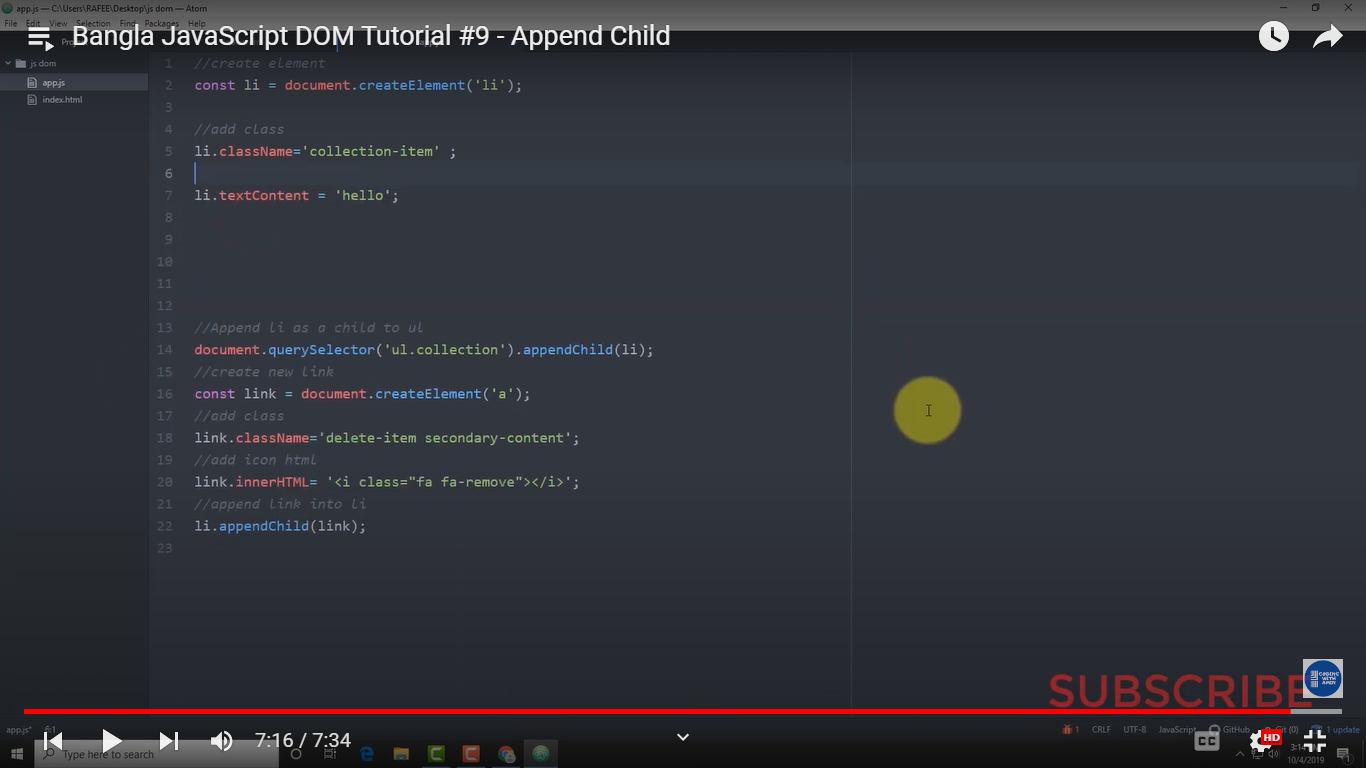 app.js — C:\Users\RAFEE\Desktop\js dom — Atom
File Edit View Selection Find Packages Help
Bangla JavaScript DOM Tutorial #9 - Append Child
js dom
app.js
index.html
1 //create element
2 const li = document.createElement('li');
3
4 //add class
5 li.className='collection-item' ;
6
7 li.textContent = 'hello';
8
9
10
11
12
13 //Append li as a child to ul
14 document.querySelector('ul.collection').appendChild(li);
15 //create new link
16 const link = document.createElement('a');
17 //add class
18 link.className='delete-item secondary-content';
19 //add icon html
20 link.innerHTML= '<i class="fa fa-remove"></i>';
21 //append link into li
22 li.appendChild(link);
23
SUBSCRIBE
CODING WITH
app.js* 6:1
1 CRLF UTF-8 JavaScript GitHub Git (0) 1 update
7:16 / 7:34
CC HD
Type here to search
10/4/2019